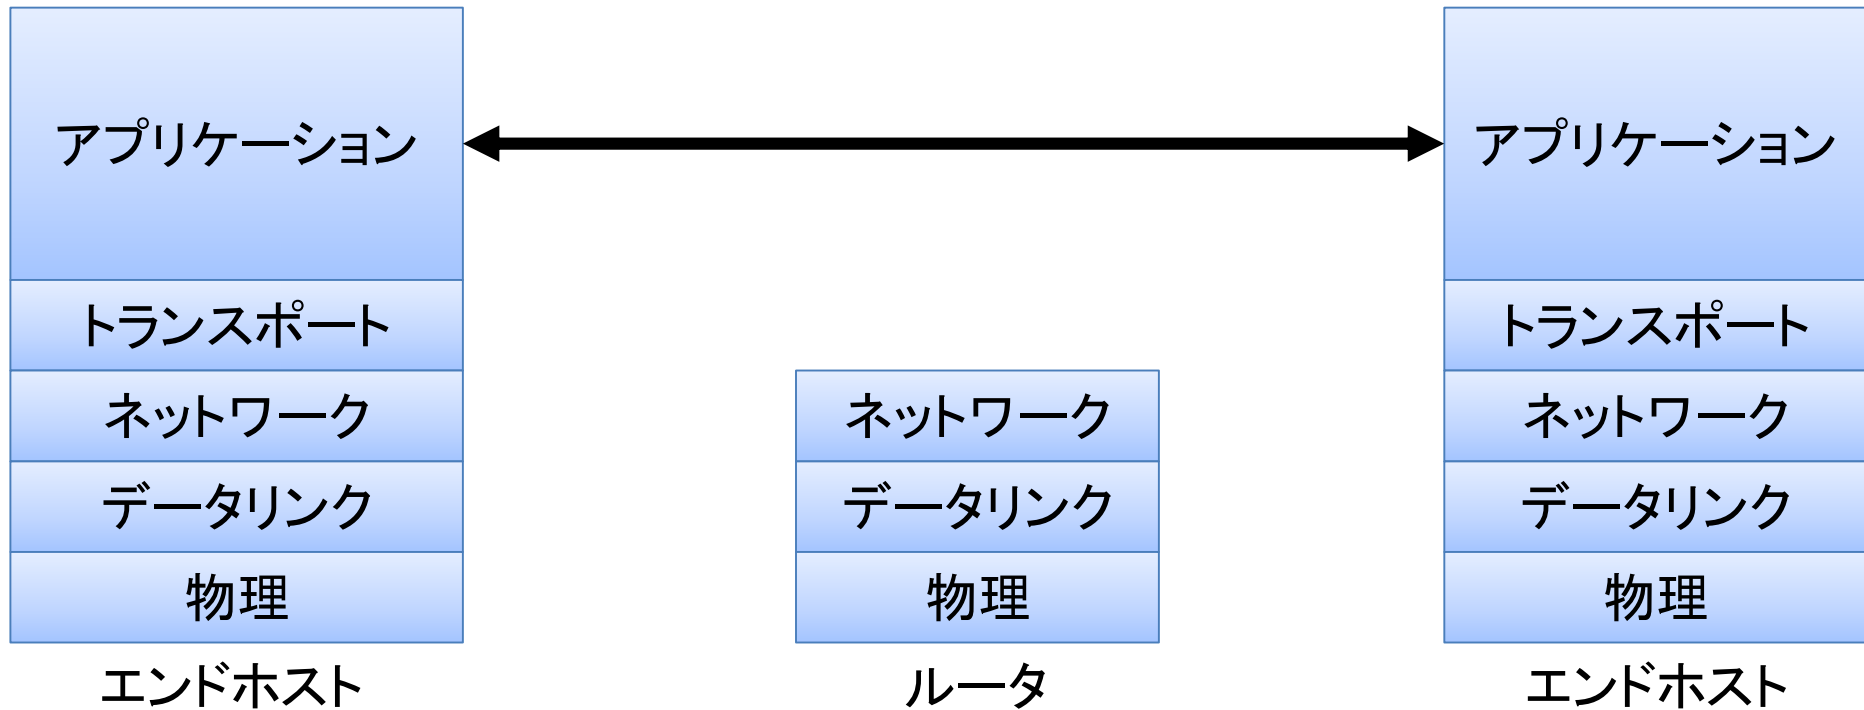 アプリケーション
トランスポート
ネットワーク
データリンク
物理
エンドホスト
ネットワーク
データリンク
物理
ルータ
アプリケーション
トランスポート
ネットワーク
データリンク
物理
エンドホスト